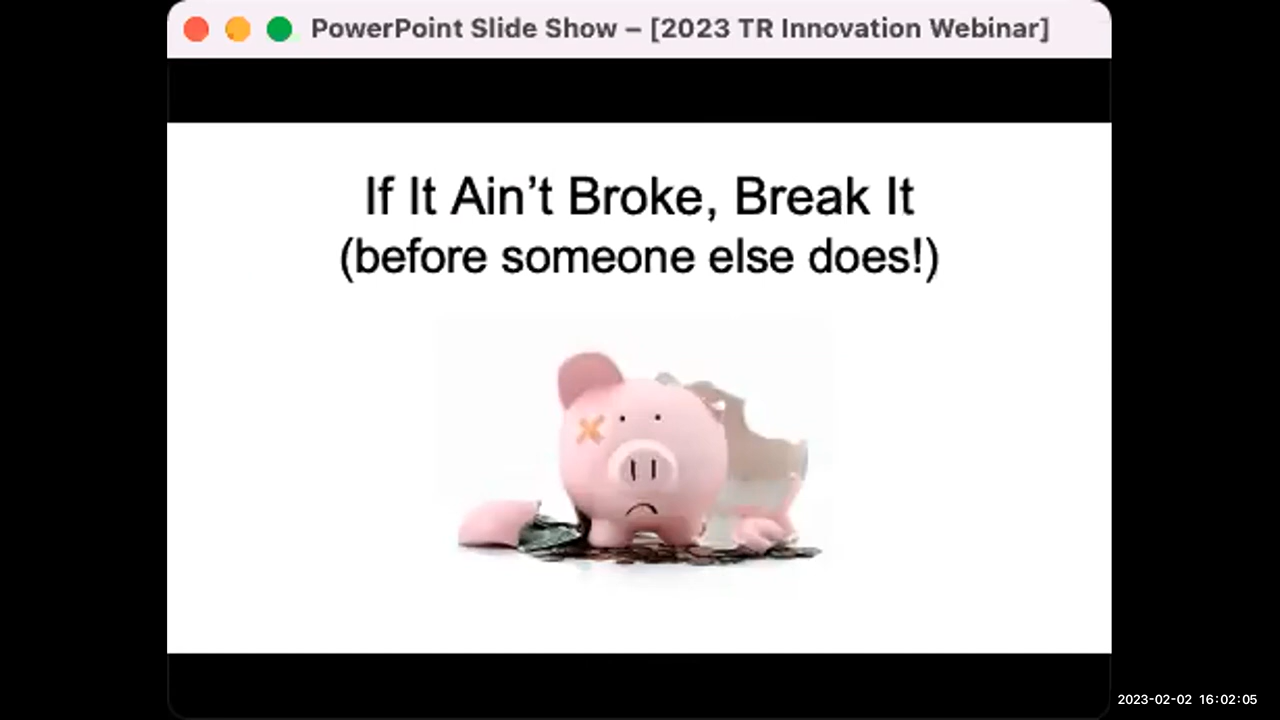 PowerPoint Slide Show – [2023 TR Innovation Webinar]
If It Ain’t Broke, Break It
(before someone else does!)
2023-02-02 16:02:05